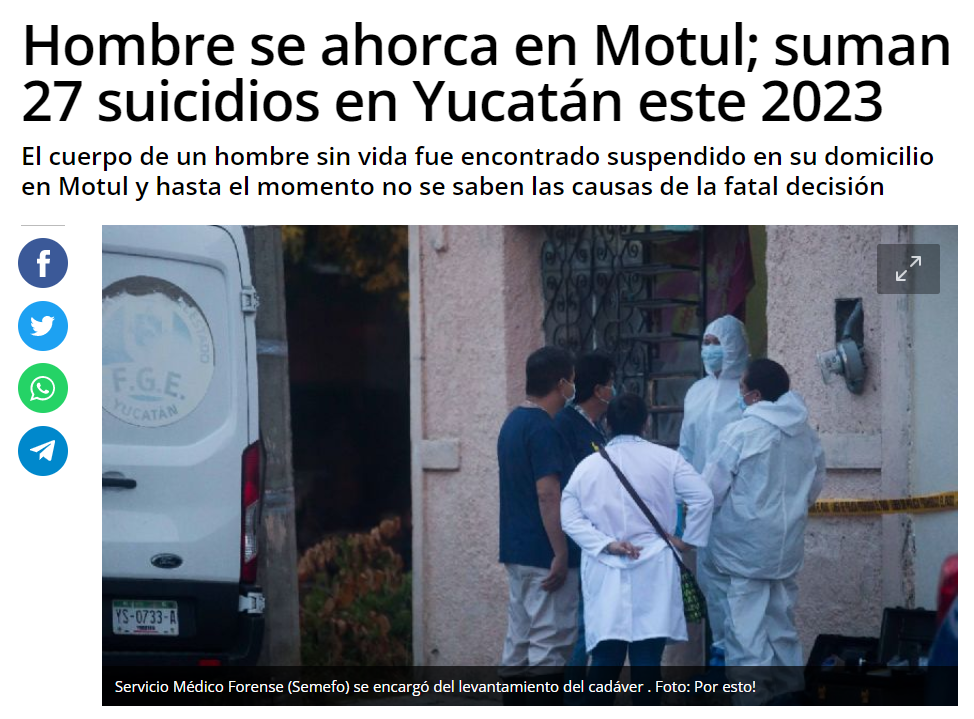 Hombre se ahorca en Motul; suman
27 suicidios en Yucatán este 2023
El cuerpo de un hombre sin vida fue encontrado suspendido en su domicilio
en Motul y hasta el momento no se saben las causas de la fatal decisión
F.G.E.
YUCATÁN
YS-0733-A
Servicio Médico Forense (Semefo) se encargó del levantamiento del cadáver . Foto: Por esto!